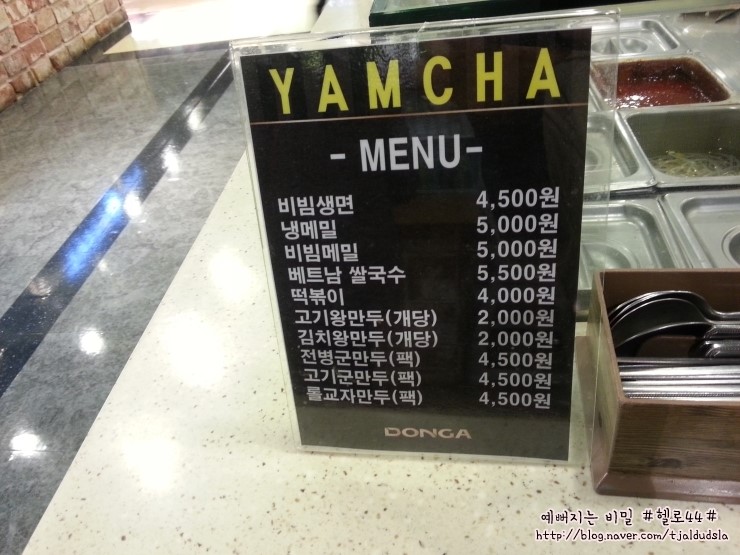 YAMCHA
- MENU-
비빔생면 4,500원
냉메밀 5,000원
비빔메밀 5,000원
베트남 쌀국수 5,500원
떡볶이 4,000원
고기왕만두(개당) 2,000원
김치왕만두(개당) 2,000원
전병군만두(팩) 4,500원
고기군만두(팩) 4,500원
롤교자만두(팩) 4,500원
DONGA
예뻐지는 비밀 #헬로44#
http://blog.naver.com/tjaldudsla